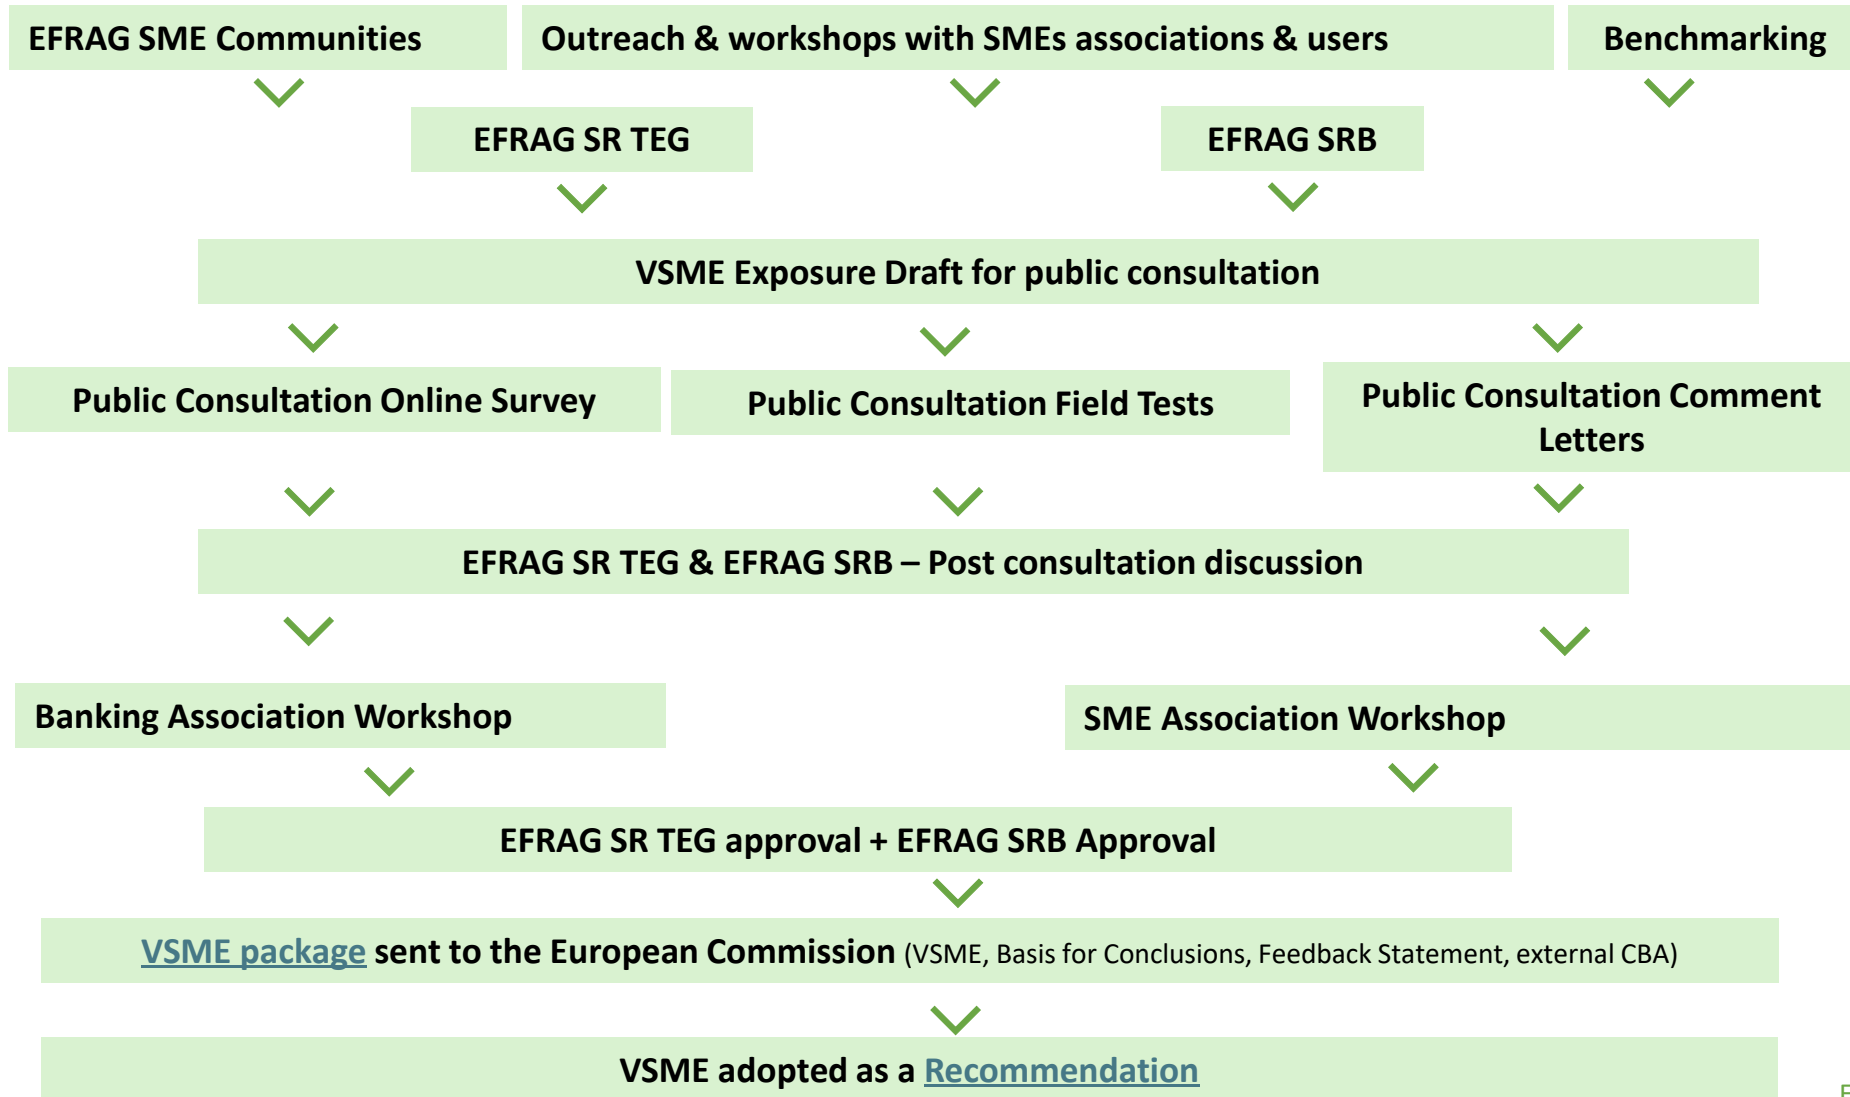 EFRAG SME Communities
Outreach & workshops with SMEs associations & users
Benchmarking
EFRAG SR TEG
EFRAG SRB
VSME Exposure Draft for public consultation
Public Consultation Online Survey
Public Consultation Field Tests
Public Consultation Comment
Letters
EFRAG SR TEG & EFRAG SRB – Post consultation discussion
Banking Association Workshop
SME Association Workshop
EFRAG SR TEG approval + EFRAG SRB Approval
VSME package sent to the European Commission (VSME, Basis for Conclusions, Feedback Statement, external CBA)
VSME adopted as a Recommendation